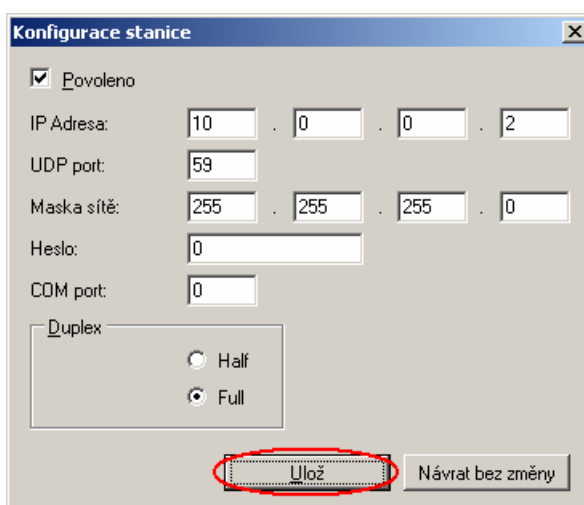 Konfigurace stanice
Povoleno
IP Adresa: 10 . 0 . 0 . 2
UDP port: 59
Maska sítě: 255 . 255 . 255 . 0
Heslo: 0
COM port: 0
Duplex
Half
Full
Ulož Návrat bez změny